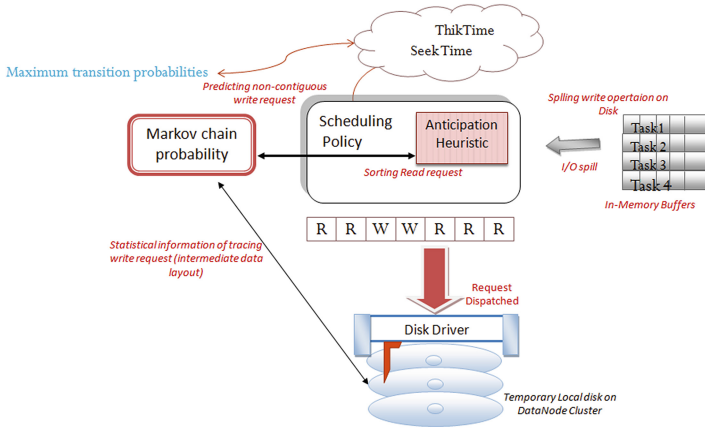 ThikTime
Seek Time
Maximum transition probabilities
Predicting non-contiguous
write request
Splling write opertaion on
Disk
Markov chain
probability
Scheduling
Policy
Anticipation
Heuristic
Sorting Read request
I/O spill
Task1
Task 2
Task 3
Task 4
In-Memory Buffers
R R W W R R R
Statistical information of tracing
write request (intermediate data
layout)
Request
Dispatched
Disk Driver
Temporary Local disk on
DataNode Cluster